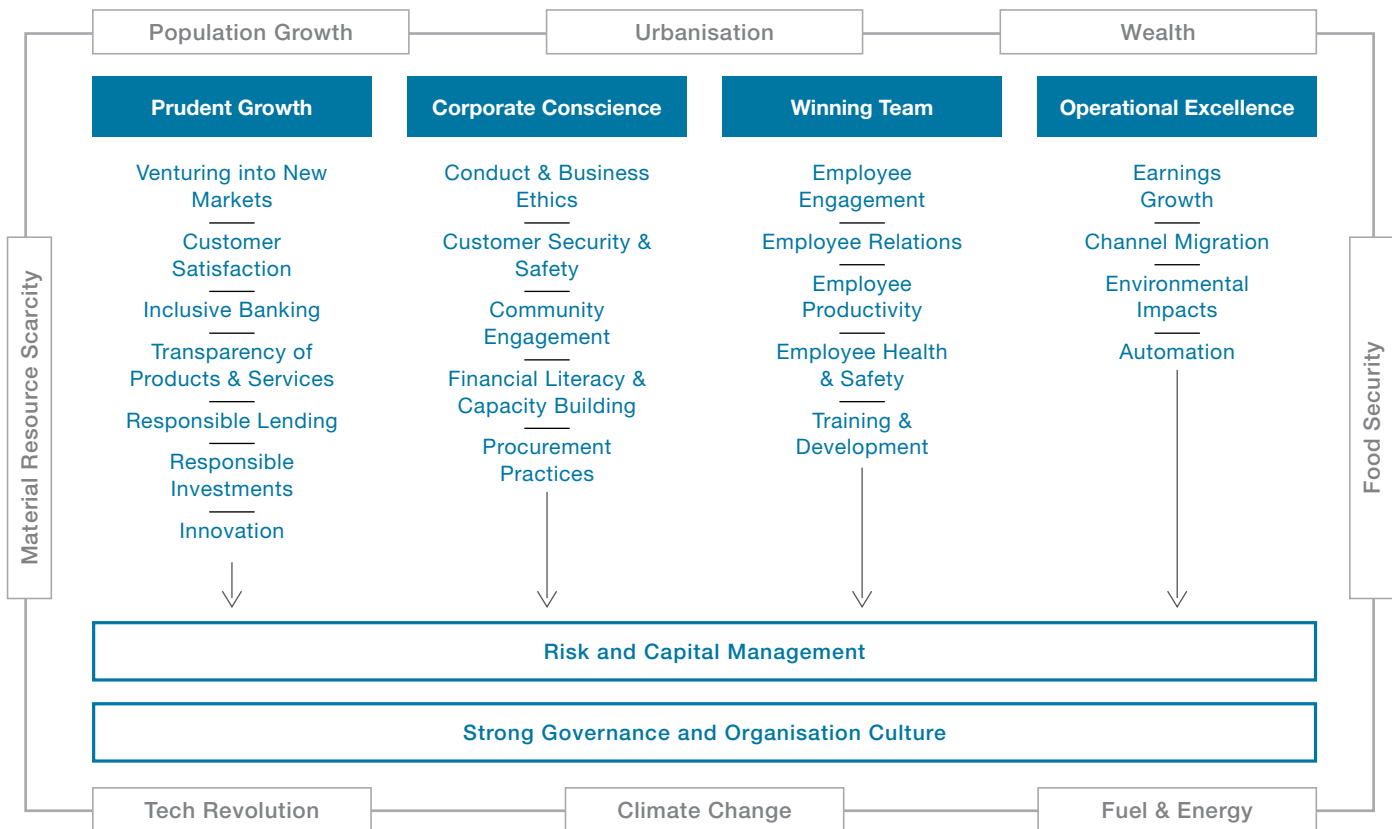 Population Growth
Urbanisation
Wealth
Material Resource Scarcity
Food Security
Prudent Growth
Venturing into New
Markets
Customer
Satisfaction
Inclusive Banking
Transparency of
Products & Services
Responsible Lending
Responsible
Investments
Innovation
Corporate Conscience
Conduct & Business
Ethics
Customer Security &
Safety
Community
Engagement
Financial Literacy &
Capacity Building
Procurement
Practices
Winning Team
Employee
Engagement
Employee Relations
Employee
Productivity
Employee Health
& Safety
Training &
Development
Operational Excellence
Earnings
Growth
Channel Migration
Environmental
Impacts
Automation
Risk and Capital Management
Strong Governance and Organisation Culture
Tech Revolution
Climate Change
Fuel & Energy